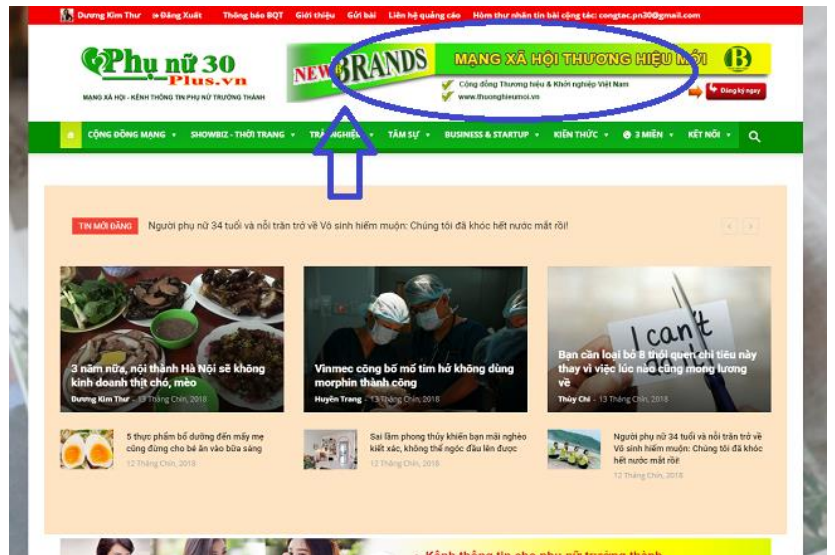 Dương Kim Thư » Đăng Xuất Thông báo BQT Giới thiệu Gửi bài Liên hệ quảng cáo Hòm thư nhân tin bài cộng tác: congtac.pn30@gmail.com
Phụ nữ 30
Plus.vn
MẠNG XÃ HỘI - KÊNH THÔNG TIN PHỤ NỮ TRƯỞNG THÀNH
NEW BRANDS
MẠNG XÃ HỘI THƯƠNG HIỆU MỚI B
Cộng đồng Thương hiệu & Khởi nghiệp Việt Nam
www.thuonghieumoi.vn
Đăng ký ngay
CỘNG ĐỒNG MẠNG SHOWBIZ - THỜI TRANG TRẢI NGHIỆM TÂM SỰ BUSINESS & STARTUP KIẾN THỨC 3 MIỀN KẾT NỐI
TIN MỚI ĐĂNG Người phụ nữ 34 tuổi và nỗi trăn trở về Vô sinh hiếm muộn: Chúng tôi đã khóc hết nước mắt rồi!
3 năm nữa, nội thành Hà Nội sẽ không
kinh doanh thịt chó, mèo
Dương Kim Thư - 13 Tháng Chín, 2018
Vinmec công bố mổ tim hở không dùng
morphin thành công
Huyền Trang - 13 Tháng Chín, 2018
I can't
Bạn cần loại bỏ 8 thói quen chi tiêu này
thay vì việc lúc nào cũng mong lương
về
Thùy Chi - 13 Tháng Chín, 2018
5 thực phẩm bổ dưỡng đến mấy mẹ
cũng đừng cho bé ăn vào bữa sáng
12 Tháng Chín, 2018
Sai lầm phong thủy khiến bạn mãi nghèo
kiết xác, không thể ngóc đầu lên được
12 Tháng Chín, 2018
Người phụ nữ 34 tuổi và nỗi trăn trở về
Vô sinh hiếm muộn: Chúng tôi đã khóc
hết nước mắt rồi!
12 Tháng Chín, 2018
Kênh thông tin cho phụ nữ trưởng thành